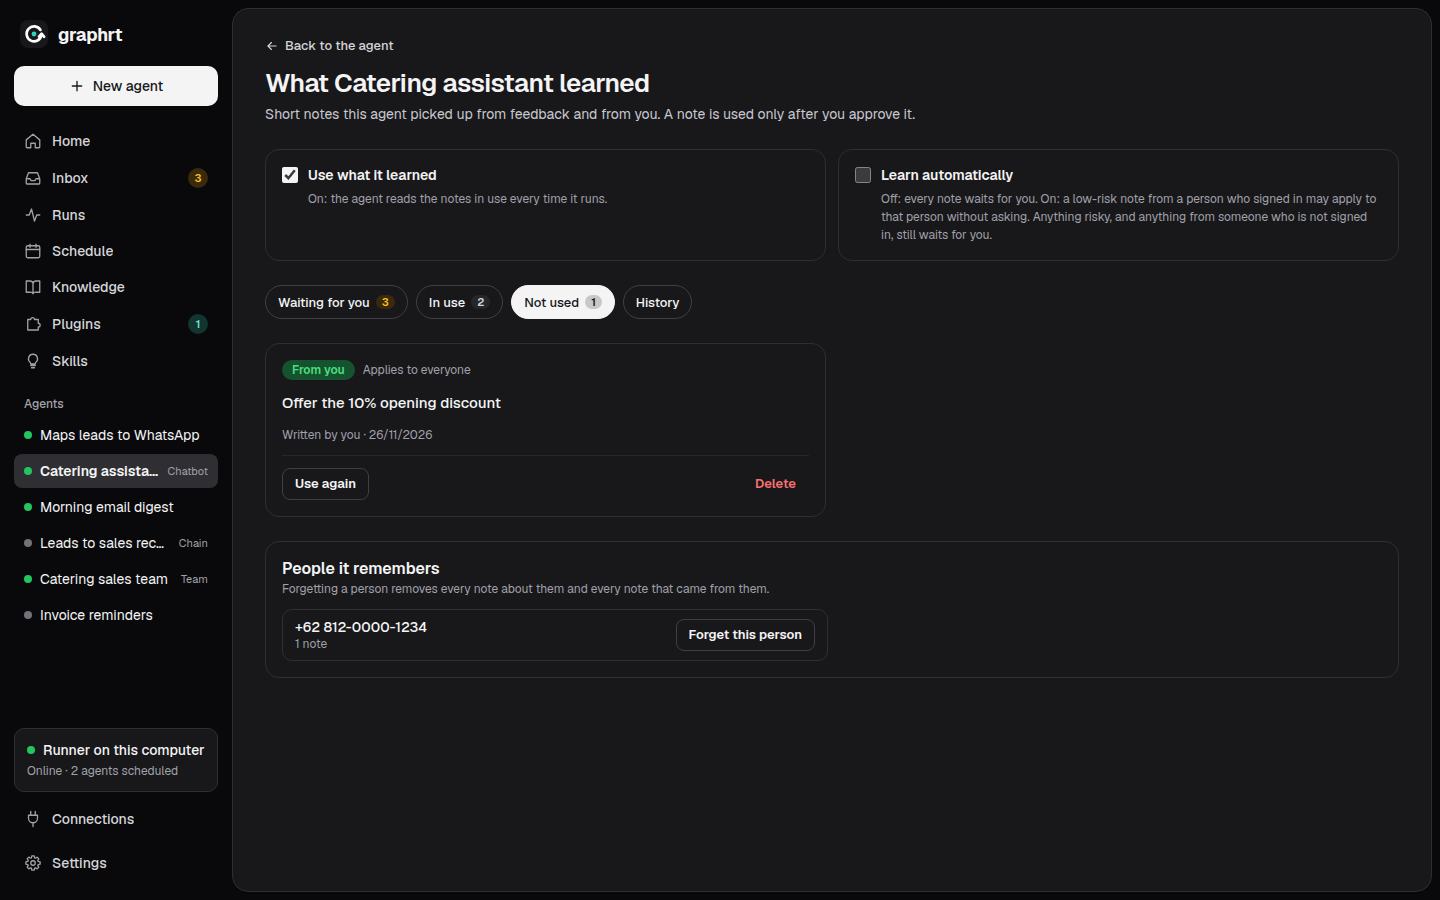 graphrt
New agent
Home
Inbox 3
Runs
Schedule
Knowledge
Plugins 1
Skills
Agents
Maps leads to WhatsApp
Catering assista... Chatbot
Morning email digest
Leads to sales rec... Chain
Catering sales team Team
Invoice reminders
Runner on this computer
Online · 2 agents scheduled
Connections
Settings
Back to the agent
What Catering assistant learned
Short notes this agent picked up from feedback and from you. A note is used only after you approve it.
Use what it learned
On: the agent reads the notes in use every time it runs.
Learn automatically
Off: every note waits for you. On: a low-risk note from a person who signed in may apply to
that person without asking. Anything risky, and anything from someone who is not signed
in, still waits for you.
Waiting for you 3 In use 2 Not used 1 History
From you Applies to everyone
Offer the 10% opening discount
Written by you · 26/11/2026
Use again Delete
People it remembers
Forgetting a person removes every note about them and every note that came from them.
+62 812-0000-1234
1 note
Forget this person